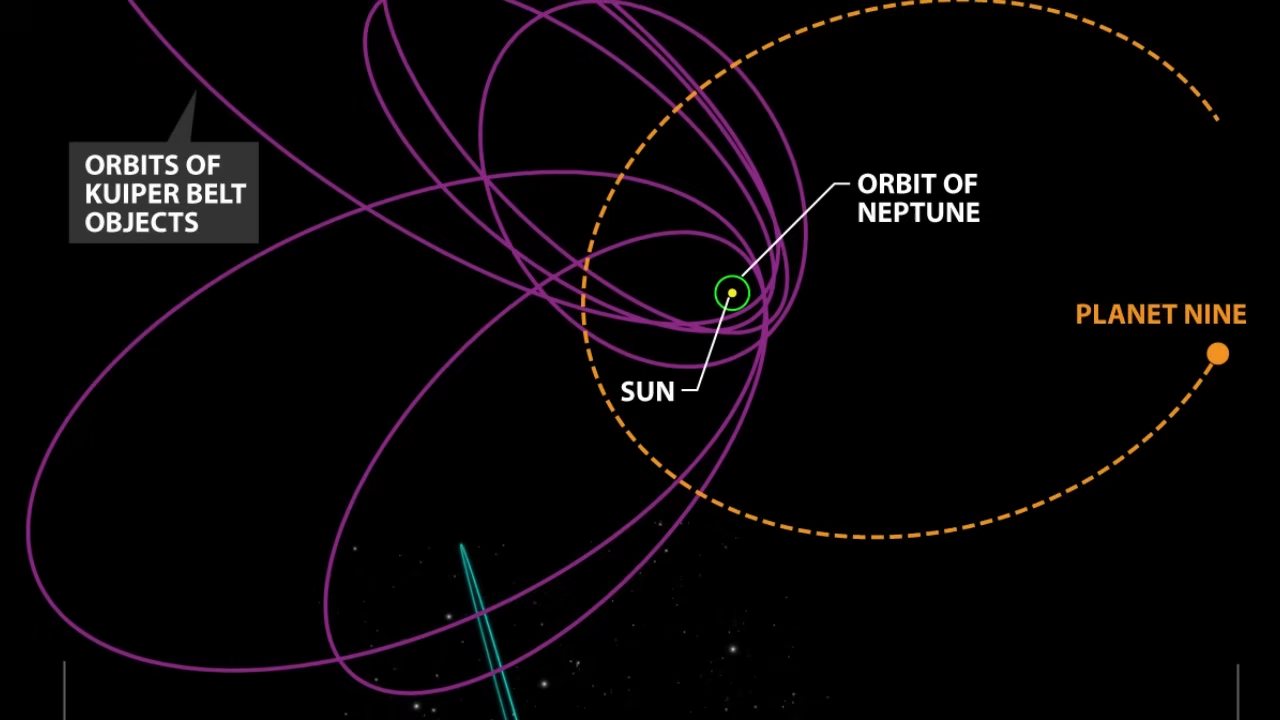 ORBITS OF
KUIPER BELT
OBJECTS
ORBIT OF
NEPTUNE
PLANET NINE
SUN